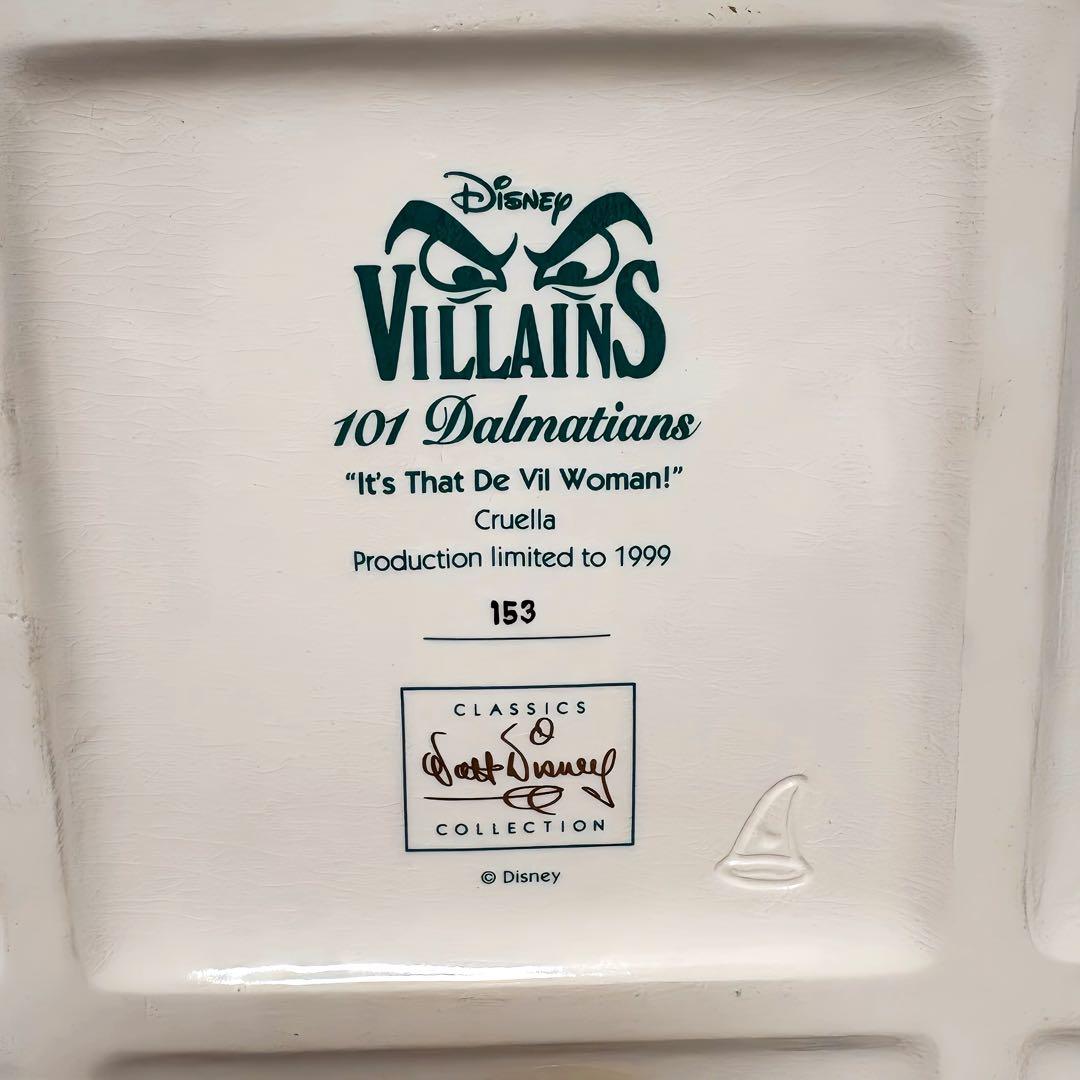 Disney
VILLAINS
101 Dalmatians
“It's That De Vil Woman!”
Cruella
Production limited to 1999
153
CLASSICS
Walt Disney
COLLECTION
© Disney